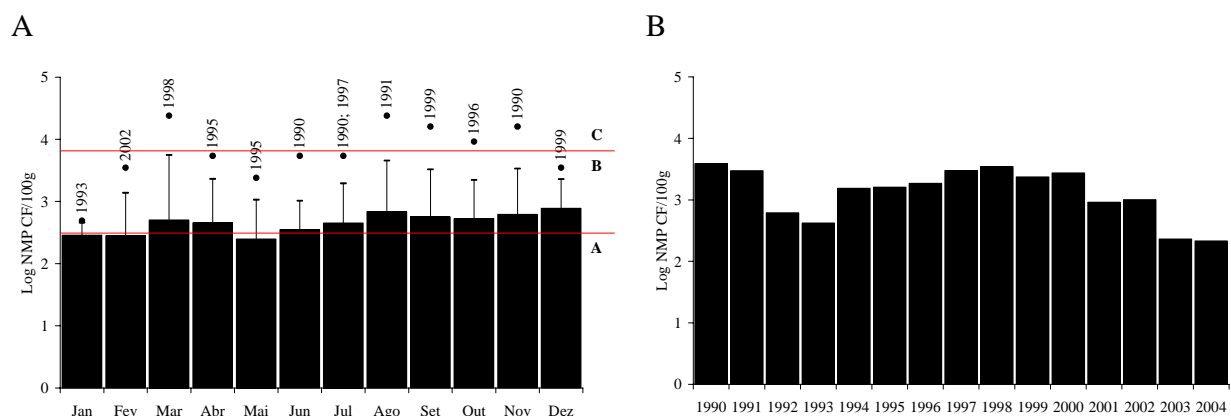 A
Log NMP CF/100g
5
4
3
2
1
0
1993
2002
1998
1995
1995
1990
1990; 1997
1991
1999
1996
1990
1999
C
B
A
Jan Fev Mar Abr Mai Jun Jul Ago Set Out Nov Dez
B
Log NMP CF/100g
5
4
3
2
1
0
1990 1991 1992 1993 1994 1995 1996 1997 1998 1999 2000 2001 2002 2003 2004